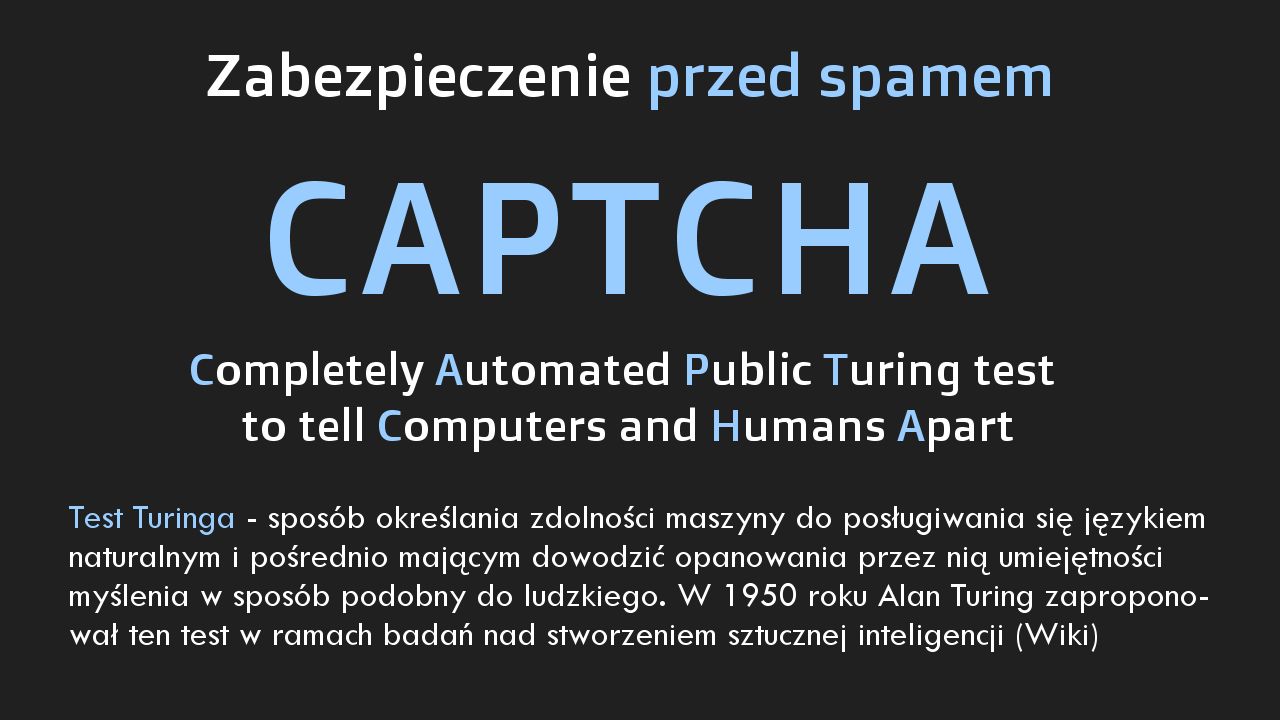 Zabezpieczenie przed spamem
CAPTCHA
Completely Automated Public Turing test
to tell Computers and Humans Apart
Test Turinga - sposób określania zdolności maszyny do posługiwania się językiem
naturalnym i pośrednio mającym dowodzić opanowania przez nią umiejętności
myślenia w sposób podobny do ludzkiego. W 1950 roku Alan Turing zapropono-
wał ten test w ramach badań nad stworzeniem sztucznej inteligencji (Wiki)